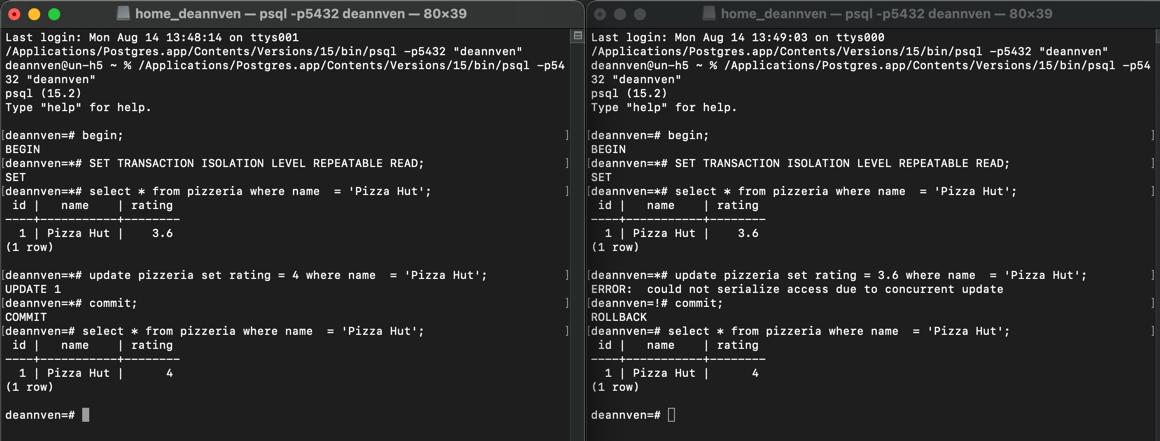 home_deannven — psql -p5432 deannven — 80×39
Last login: Mon Aug 14 13:48:14 on ttys001
/Applications/Postgres.app/Contents/Versions/15/bin/psql -p5432 "deannven"
deannven@un-h5 ~ % /Applications/Postgres.app/Contents/Versions/15/bin/psql -p54
32 "deannven"
psql (15.2)
Type "help" for help.
[deannven=# begin;                                                              ]
BEGIN
[deannven=*# SET TRANSACTION ISOLATION LEVEL REPEATABLE READ;                    ]
SET
[deannven=*# select * from pizzeria where name  = 'Pizza Hut';                   ]
 id |   name    | rating
----+-----------+--------
  1 | Pizza Hut |    3.6
(1 row)
[deannven=*# update pizzeria set rating = 4 where name  = 'Pizza Hut';           ]
UPDATE 1
[deannven=*# commit;                                                             ]
COMMIT
[deannven=# select * from pizzeria where name  = 'Pizza Hut';                    ]
 id |   name    | rating
----+-----------+--------
  1 | Pizza Hut |      4
(1 row)
deannven=#
home_deannven — psql -p5432 deannven — 80×39
Last login: Mon Aug 14 13:49:03 on ttys000
/Applications/Postgres.app/Contents/Versions/15/bin/psql -p5432 "deannven"
deannven@un-h5 ~ % /Applications/Postgres.app/Contents/Versions/15/bin/psql -p54
32 "deannven"
psql (15.2)
Type "help" for help.
[deannven=# begin;                                                              ]
BEGIN
[deannven=*# SET TRANSACTION ISOLATION LEVEL REPEATABLE READ;                    ]
SET
[deannven=*# select * from pizzeria where name  = 'Pizza Hut';                   ]
 id |   name    | rating
----+-----------+--------
  1 | Pizza Hut |    3.6
(1 row)
[deannven=*# update pizzeria set rating = 3.6 where name  = 'Pizza Hut';         ]
ERROR:  could not serialize access due to concurrent update
[deannven=!# commit;                                                             ]
ROLLBACK
[deannven=# select * from pizzeria where name  = 'Pizza Hut';                    ]
 id |   name    | rating
----+-----------+--------
  1 | Pizza Hut |      4
(1 row)
deannven=#